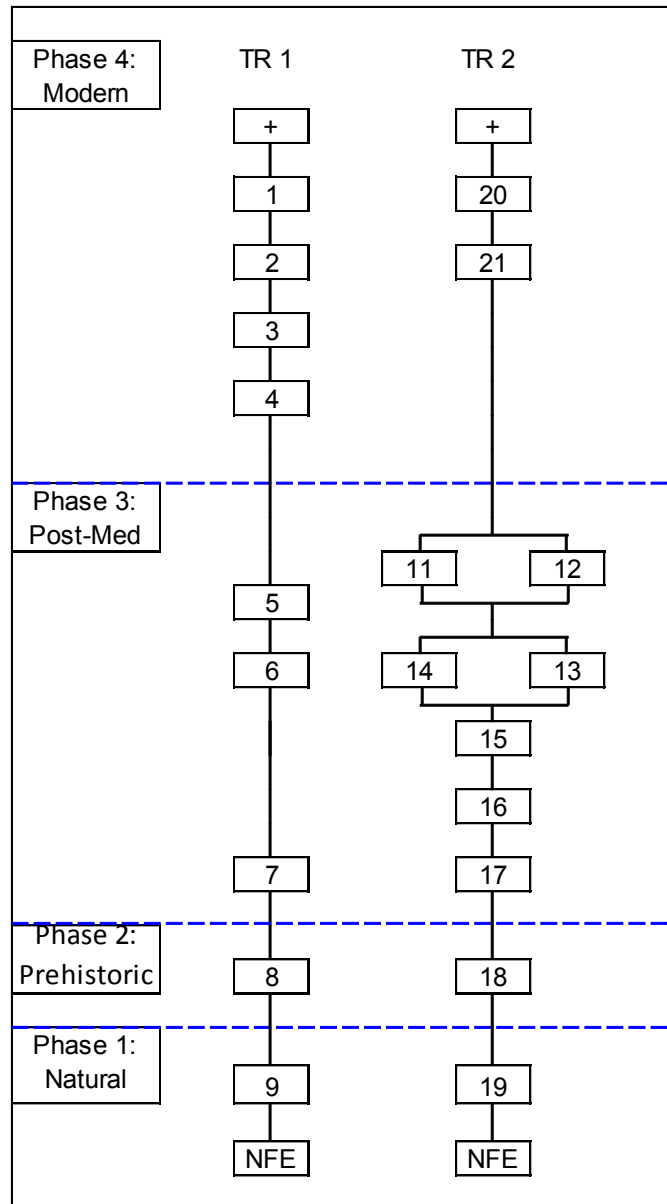 Phase 4:
Modern
TR 1
TR 2
+
+
1
20
2
21
3
4
Phase 3:
Post-Med
11
12
5
6
14
13
15
16
7
17
Phase 2:
Prehistoric
8
18
Phase 1:
Natural
9
19
NFE
NFE